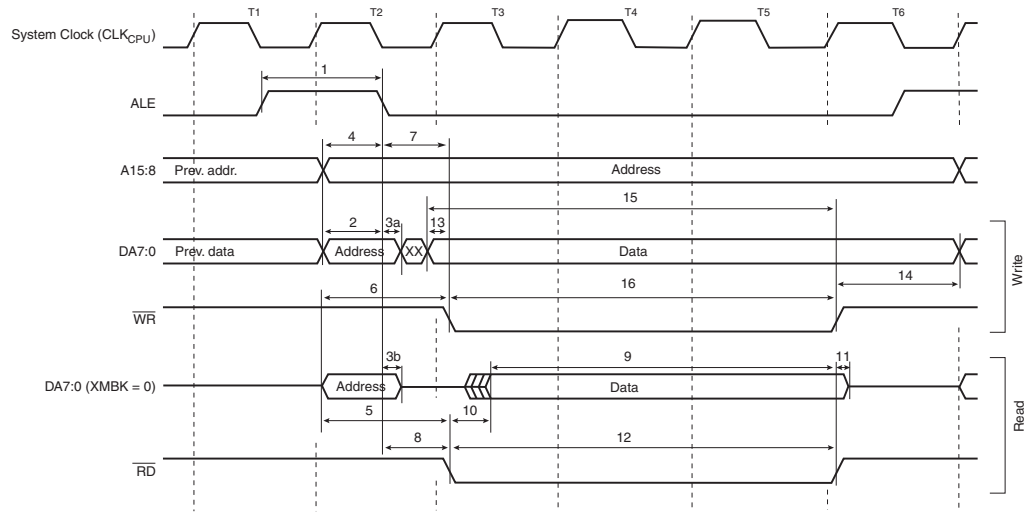 T1 T2 T3 T4 T5 T6
System Clock (CLKCPU)
1
ALE
4 7
A15:8 Prev. addr. Address
15
2 3a 13
DA7:0 Prev. data Address XX Data
14
6 16
WR
Write
3b 9 11
DA7:0 (XMBK = 0) Address Data
5 10
8 12
RD
Read